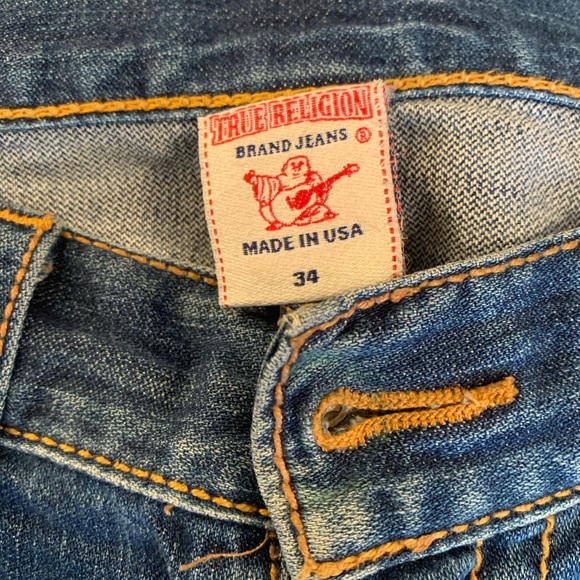 TRUE RELIGION
BRAND JEANS ®
MADE IN USA
34